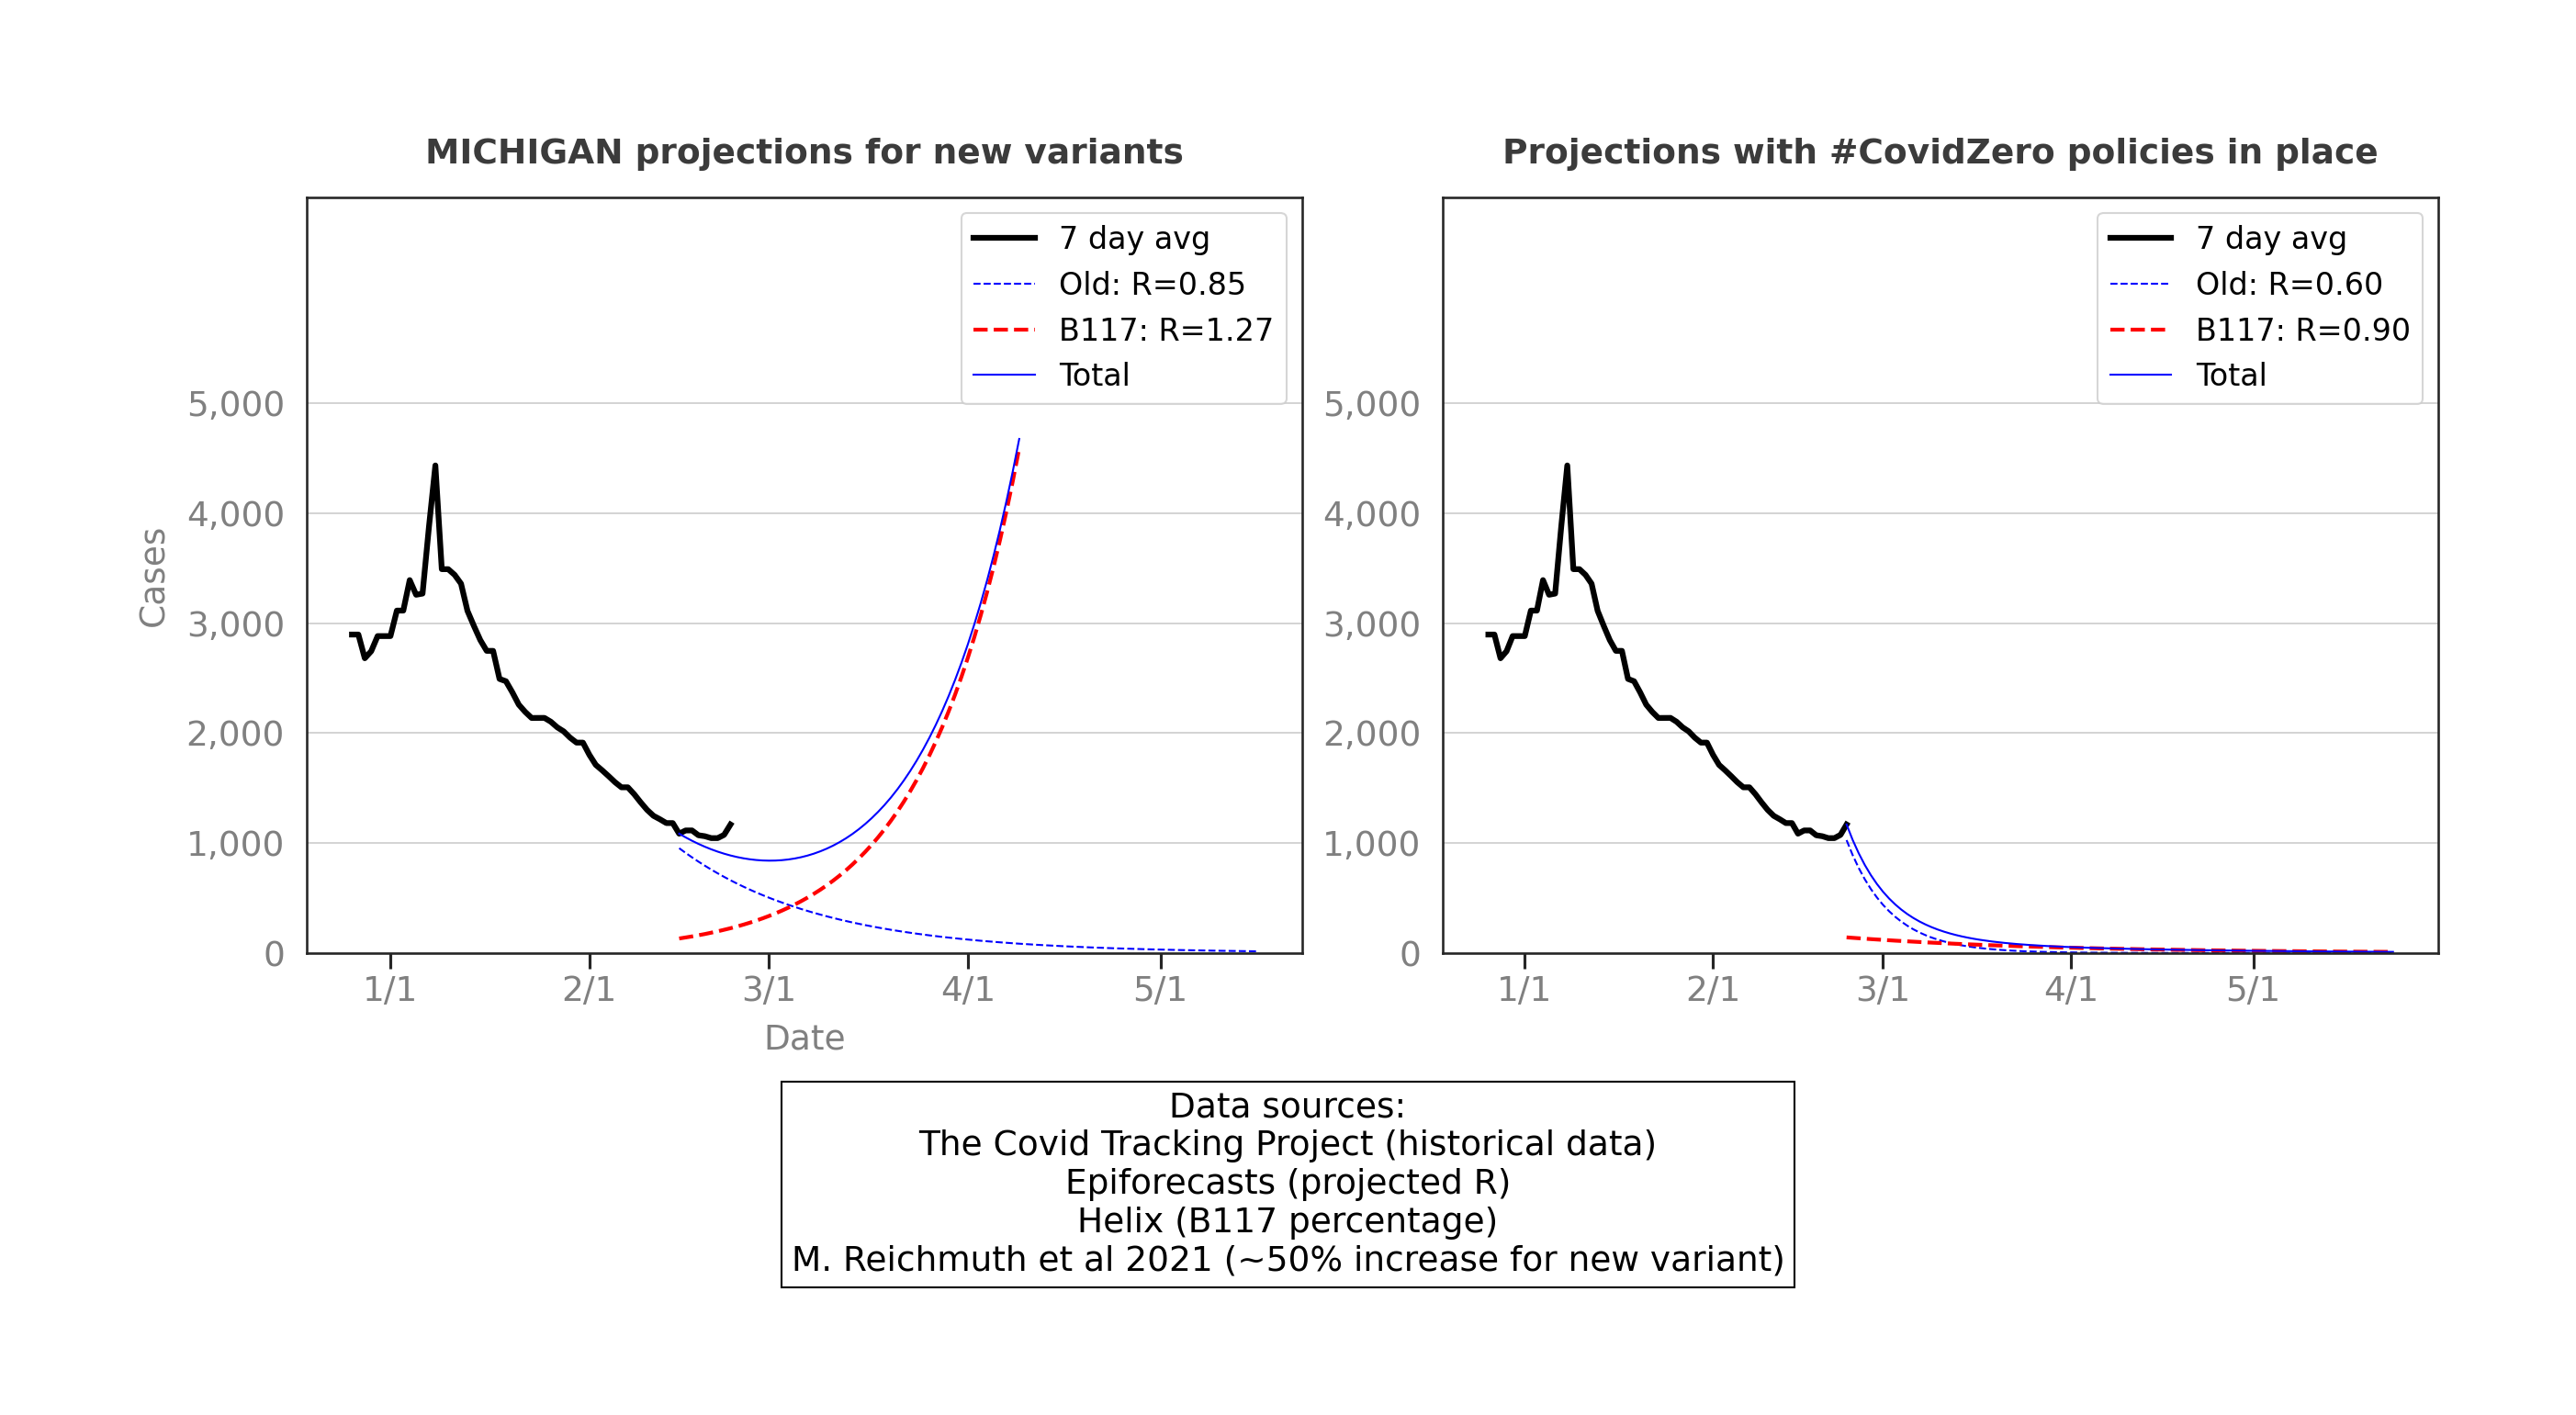 MICHIGAN projections for new variants
7 day avg
Old: R=0.85
B117: R=1.27
Total
Cases
5,000
4,000
3,000
2,000
1,000
0
1/1
2/1
3/1
4/1
5/1
Date
Projections with #CovidZero policies in place
7 day avg
Old: R=0.60
B117: R=0.90
Total
5,000
4,000
3,000
2,000
1,000
0
1/1
2/1
3/1
4/1
5/1
Data sources:
The Covid Tracking Project (historical data)
Epiforecasts (projected R)
Helix (B117 percentage)
M. Reichmuth et al 2021 (~50% increase for new variant)